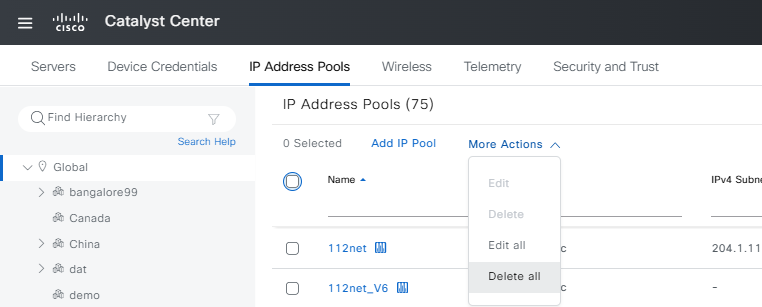 CISCO Catalyst Center
Servers Device Credentials IP Address Pools Wireless Telemetry Security and Trust
Find Hierarchy
Search Help
Global
bangalore99
Canada
China
dat
demo
IP Address Pools (75)
0 Selected Add IP Pool More Actions
Edit
Delete
Edit all
Delete all
Name IPv4 Subne
112net c 204.1.11
112net_V6 c -